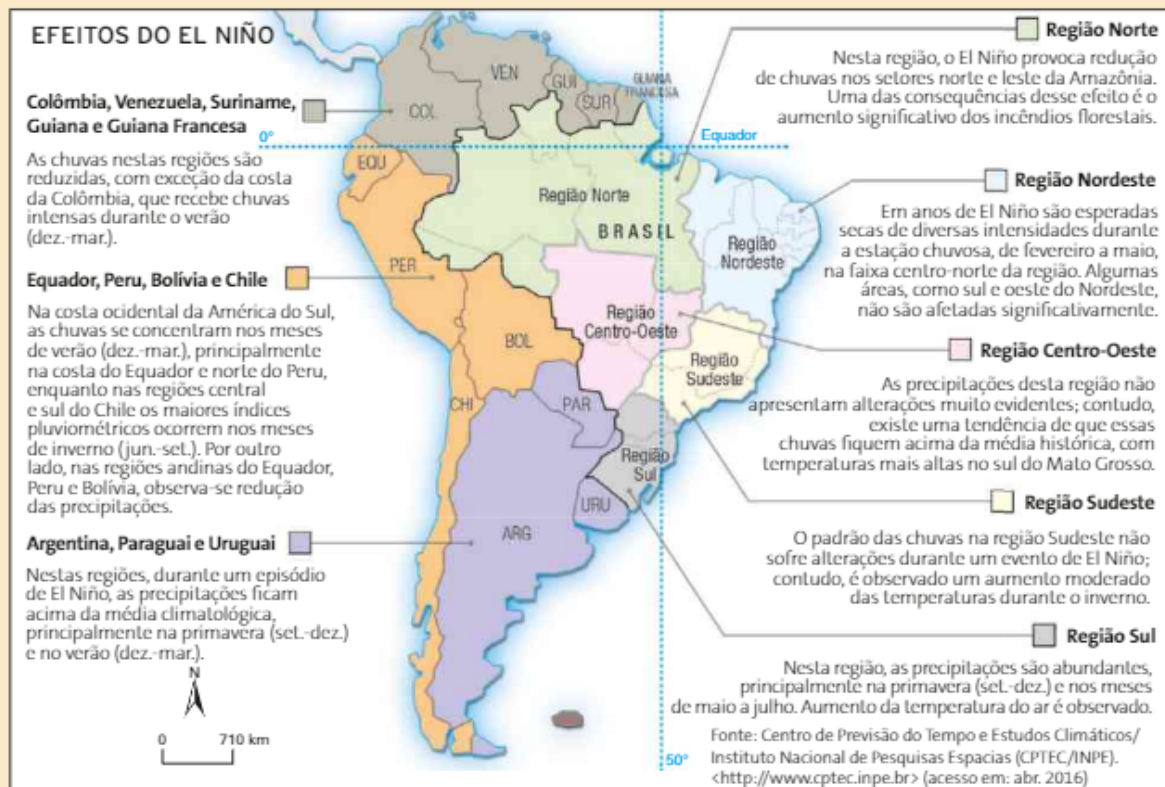 EFEITOS DO EL NIÑO
Colômbia, Venezuela, Suriname,
Guiana e Guiana Francesa
As chuvas nestas regiões são
reduzidas, com exceção da costa
da Colômbia, que recebe chuvas
intensas durante o verão
(dez.-mar.).
Equador, Peru, Bolívia e Chile
Na costa ocidental da América do Sul,
as chuvas se concentram nos meses
de verão (dez.-mar.), principalmente
na costa do Equador e norte do Peru,
enquanto nas regiões central
e sul do Chile os maiores índices
pluviométricos ocorrem nos meses
de inverno (jun.-set.). Por outro
lado, nas regiões andinas do Equador,
Peru e Bolívia, observa-se redução
das precipitações.
Argentina, Paraguai e Uruguai
Nestas regiões, durante um episódio
de El Niño, as precipitações ficam
acima da média climatológica,
principalmente na primavera (set.-dez.)
e no verão (dez.-mar.).
N
0 710 km
VEN
GUI
SUR
GUIANA
FRANCESA
COL
0°
Equador
EQU
Região Norte
BRASIL
Região
Nordeste
PER
Região
Centro-Oeste
BOL
Região
Sudeste
CHI
PAR
Região
Sul
URU
ARG
50°
Região Norte
Nesta região, o El Niño provoca redução
de chuvas nos setores norte e leste da Amazônia.
Uma das consequências desse efeito é o
aumento significativo dos incêndios florestais.
Região Nordeste
Em anos de El Niño são esperadas
secas de diversas intensidades durante
a estação chuvosa, de fevereiro a maio,
na faixa centro-norte da região. Algumas
áreas, como sul e oeste do Nordeste,
não são afetadas significativamente.
Região Centro-Oeste
As precipitações desta região não
apresentam alterações muito evidentes; contudo,
existe uma tendência de que essas
chuvas fiquem acima da média histórica, com
temperaturas mais altas no sul do Mato Grosso.
Região Sudeste
O padrão das chuvas na região Sudeste não
sofre alterações durante um evento de El Niño;
contudo, é observado um aumento moderado
das temperaturas durante o inverno.
Região Sul
Nesta região, as precipitações são abundantes,
principalmente na primavera (set.-dez.) e nos meses
de maio a julho. Aumento da temperatura do ar é observado.
Fonte: Centro de Previsão do Tempo e Estudos Climáticos/
Instituto Nacional de Pesquisas Espacias (CPTEC/INPE).
<http://www.cptec.inpe.br> (acesso em: abr. 2016)